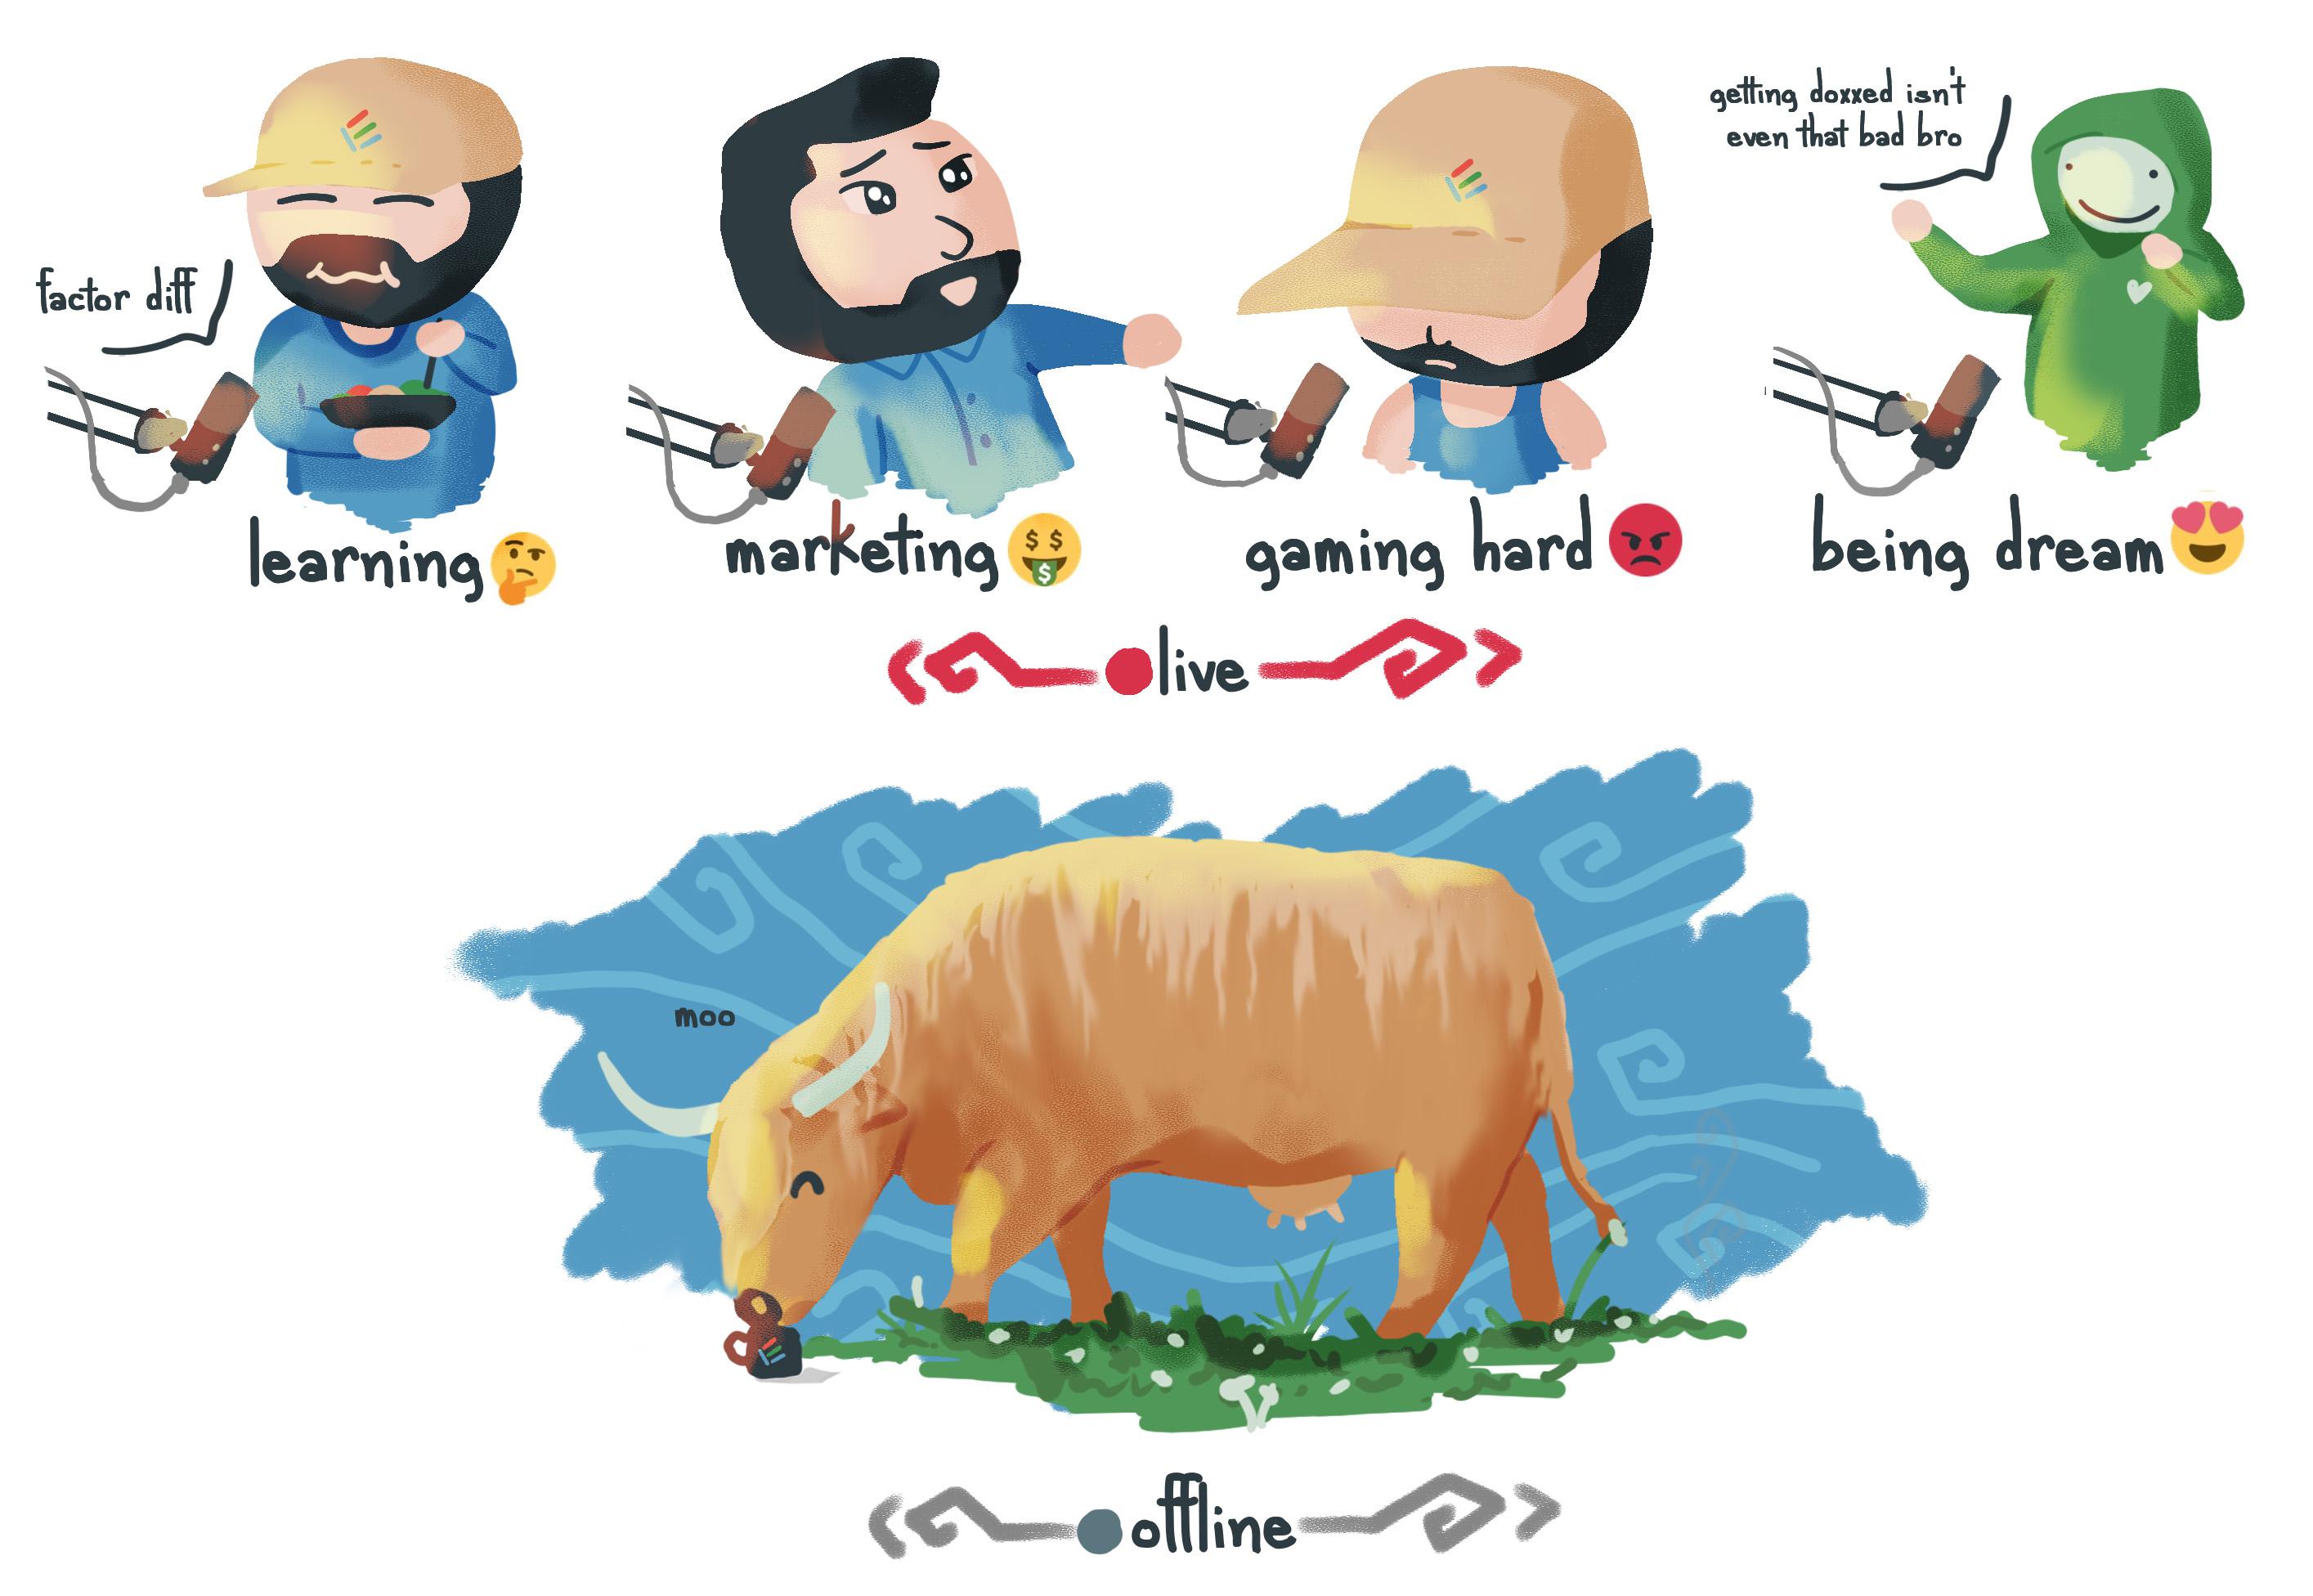 getting doxxed isn't
even that bad bro
factor diff
learning🤔
marketing🤑
gaming hard😡
being dream😍
live
moo
offline